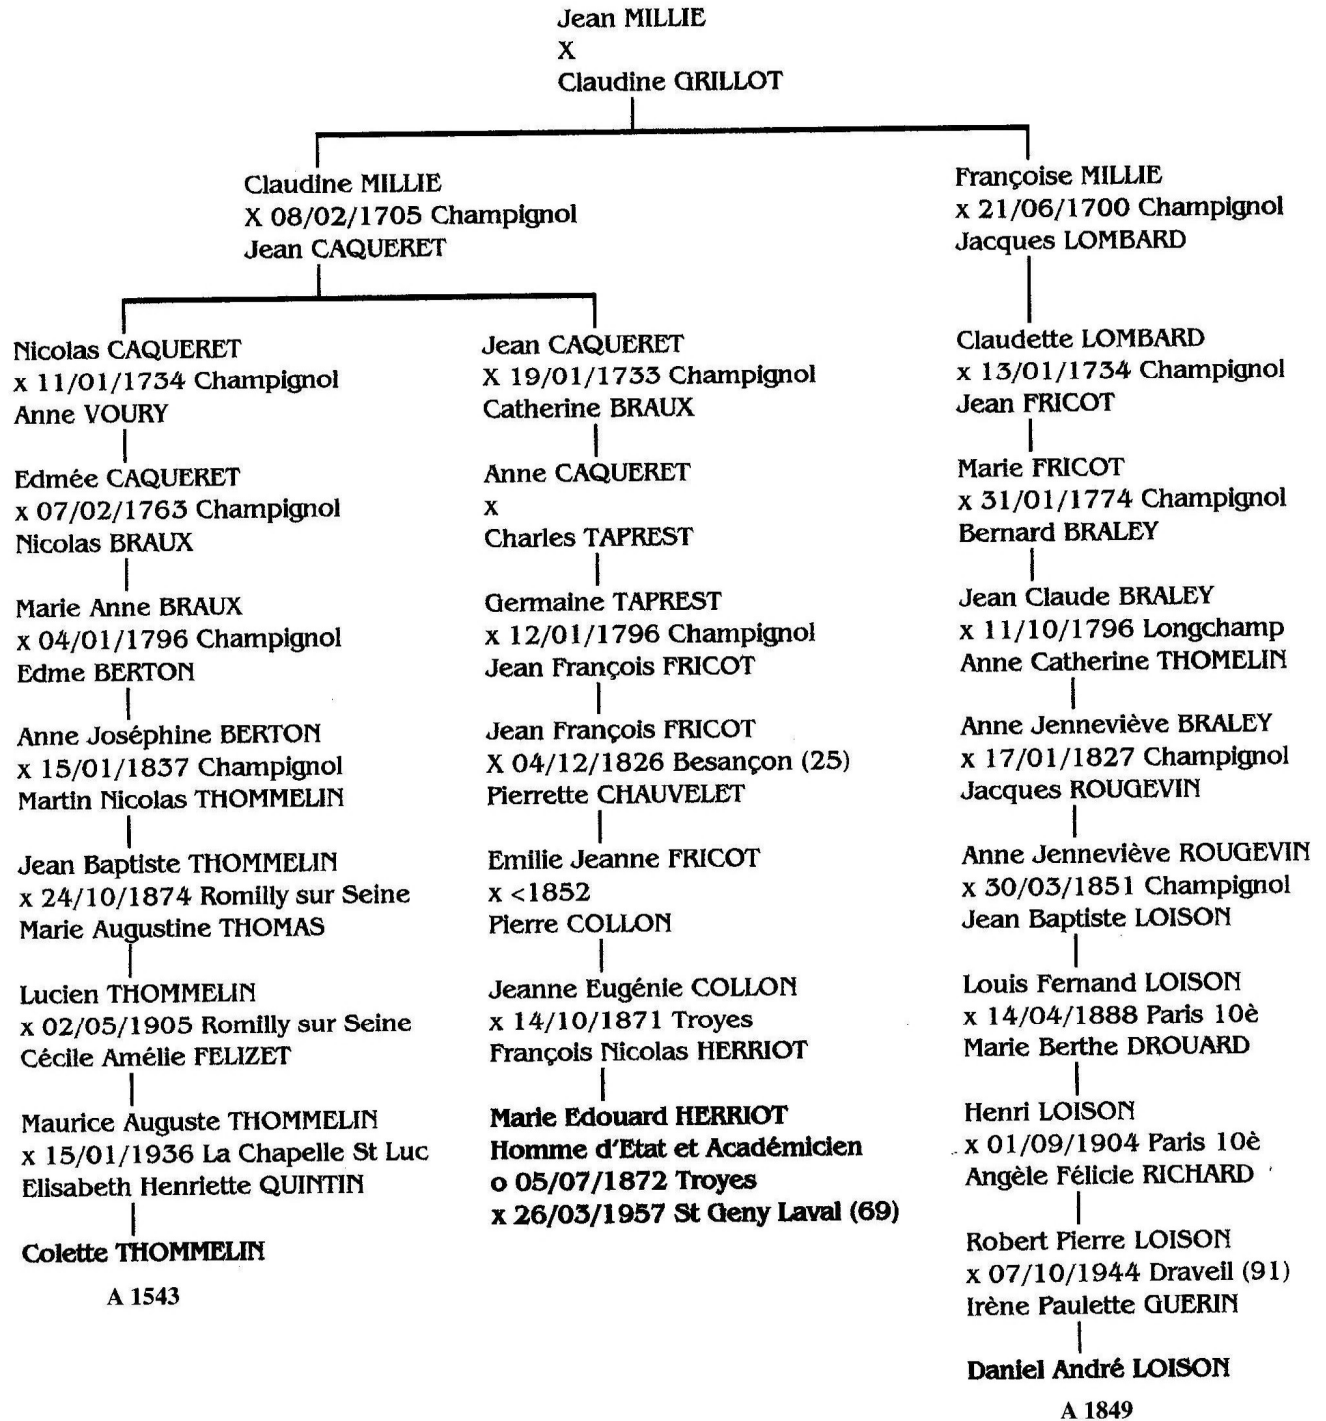 Jean MILLIE
X
Claudine GRILLOT
Claudine MILLIE
X 08/02/1705 Champignol
Jean CAQUERET
Françoise MILLIE
x 21/06/1700 Champignol
Jacques LOMBARD
Nicolas CAQUERET
x 11/01/1734 Champignol
Anne VOURY
Edmée CAQUERET
x 07/02/1763 Champignol
Nicolas BRAUX
Marie Anne BRAUX
x 04/01/1796 Champignol
Edme BERTON
Anne Joséphine BERTON
x 15/01/1837 Champignol
Martin Nicolas THOMMELIN
Jean Baptiste THOMMELIN
x 24/10/1874 Romilly sur Seine
Marie Augustine THOMAS
Lucien THOMMELIN
x 02/05/1905 Romilly sur Seine
Cécile Amélie FELIZET
Maurice Auguste THOMMELIN
x 15/01/1936 La Chapelle St Luc
Elisabeth Henriette QUINTIN
Colette THOMMELIN
A 1543
Jean CAQUERET
X 19/01/1733 Champignol
Catherine BRAUX
Anne CAQUERET
x
Charles TAPREST
Germaine TAPREST
x 12/01/1796 Champignol
Jean François FRICOT
Jean François FRICOT
X 04/12/1826 Besançon (25)
Pierrette CHAUVELET
Emilie Jeanne FRICOT
x <1852
Pierre COLLON
Jeanne Eugénie COLLON
x 14/10/1871 Troyes
François Nicolas HERRIOT
Marie Edouard HERRIOT
Homme d'Etat et Académicien
o 05/07/1872 Troyes
x 26/03/1957 St Geny Laval (69)
Claudette LOMBARD
x 13/01/1734 Champignol
Jean FRICOT
Marie FRICOT
x 31/01/1774 Champignol
Bernard BRALEY
Jean Claude BRALEY
x 11/10/1796 Longchamp
Anne Catherine THOMELIN
Anne Jenneviève BRALEY
x 17/01/1827 Champignol
Jacques ROUGEVIN
Anne Jenneviève ROUGEVIN
x 30/03/1851 Champignol
Jean Baptiste LOISON
Louis Fernand LOISON
x 14/04/1888 Paris 10è
Marie Berthe DROUARD
Henri LOISON
x 01/09/1904 Paris 10è
Angèle Félicie RICHARD
Robert Pierre LOISON
x 07/10/1944 Draveil (91)
Irène Paulette GUERIN
Daniel André LOISON
A 1849